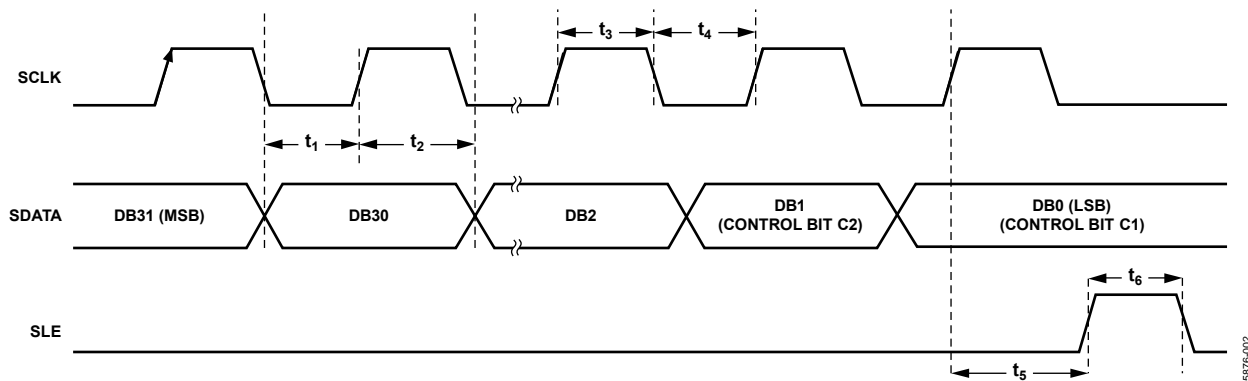 t3
t4
SCLK
t1
t2
SDATA
DB31 (MSB)
DB30
DB2
DB1
(CONTROL BIT C2)
DB0 (LSB)
(CONTROL BIT C1)
t6
SLE
t5